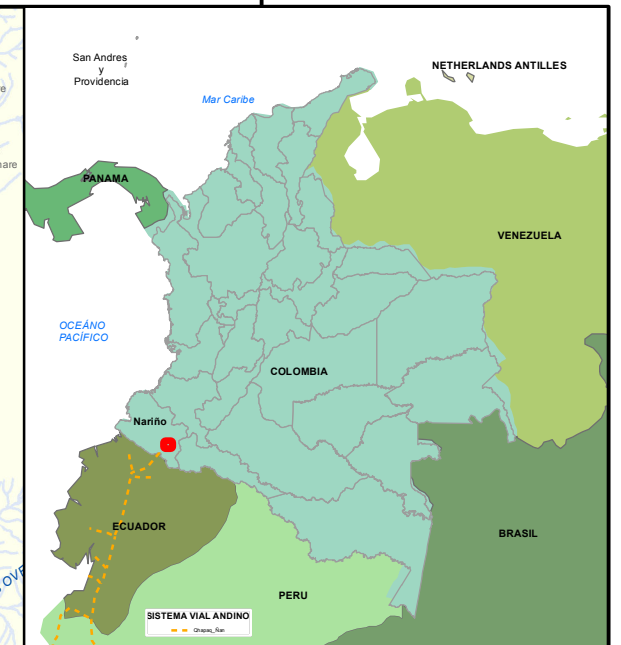 San Andres
y
Providencia
NETHERLANDS ANTILLES
Mar Caribe
PANAMA
VENEZUELA
OCEÁNO
PACÍFICO
COLOMBIA
Nariño
ECUADOR
BRASIL
PERU
SISTEMA VIAL ANDINO
Qhapaq_Ñan